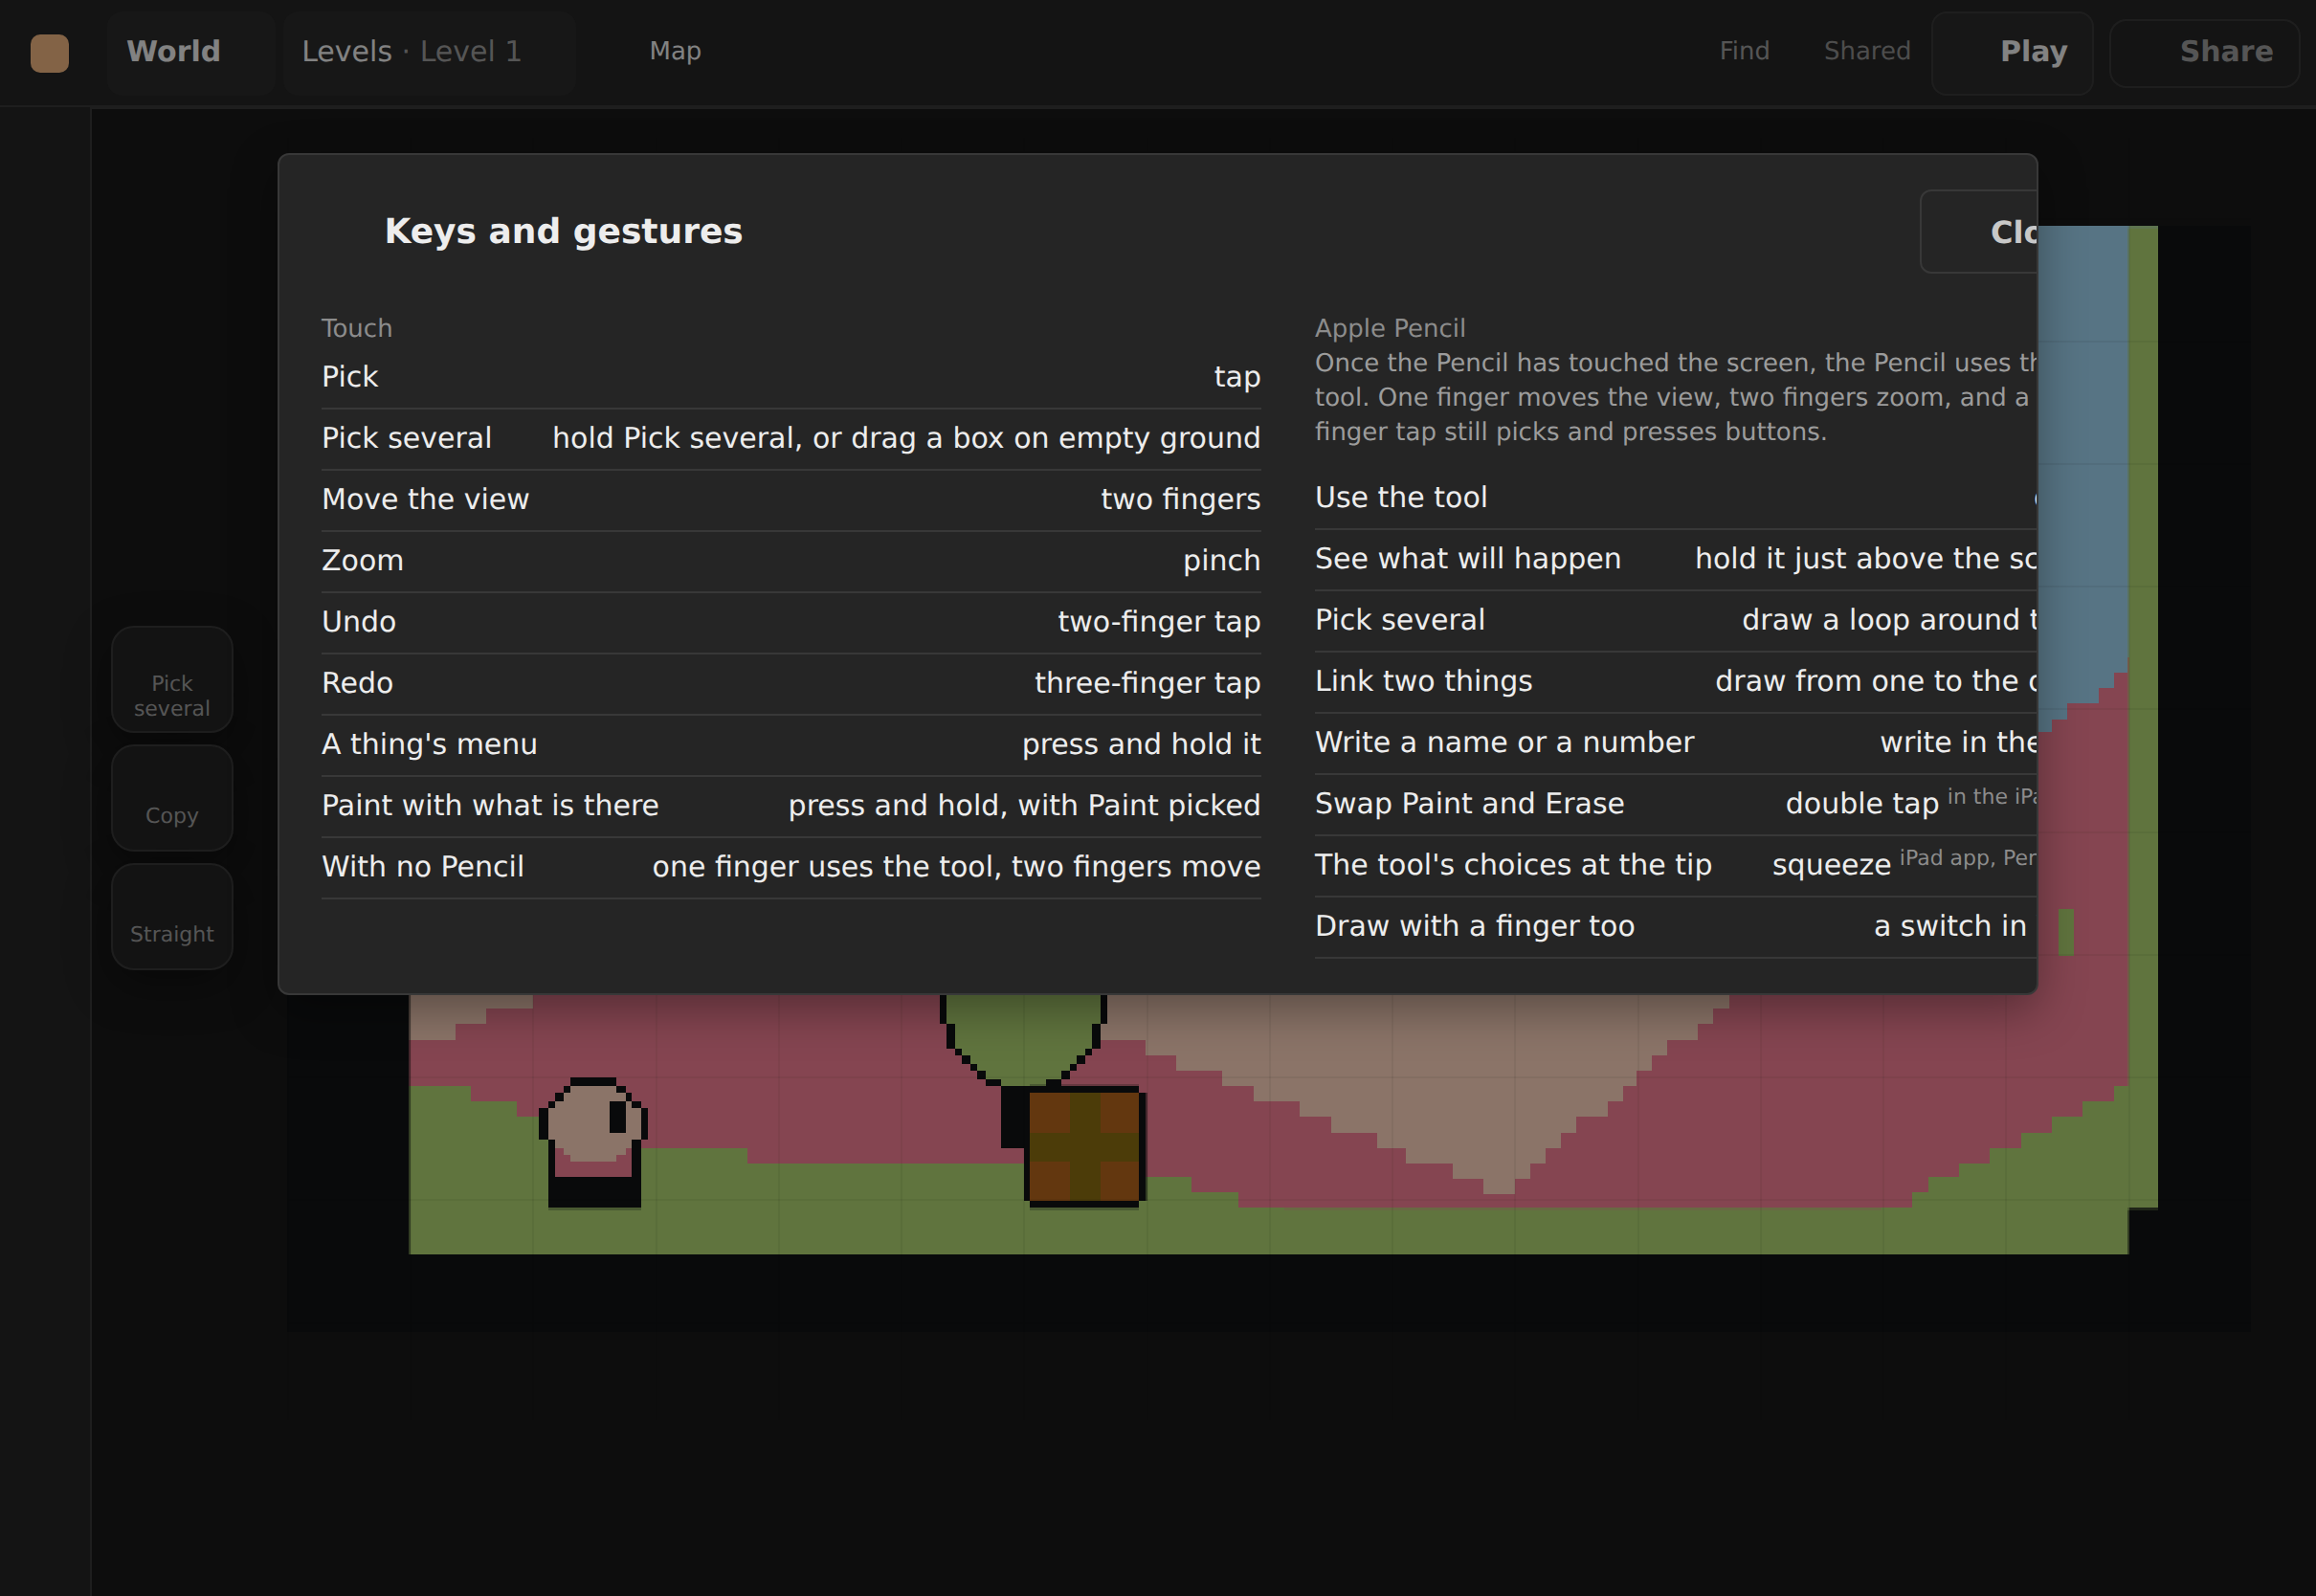 World
Levels · Level 1
Map
Find
Shared
Play
Share
Keys and gestures
Touch
Pick tap
Pick several hold Pick several, or drag a box on empty ground
Move the view two fingers
Zoom pinch
Undo two-finger tap
Redo three-finger tap
A thing's menu press and hold it
Paint with what is there press and hold, with Paint picked
With no Pencil one finger uses the tool, two fingers move
Apple Pencil
Once the Pencil has touched the screen, the Pencil uses
tool. One finger moves the view, two fingers zoom, and a
finger tap still picks and presses buttons.
Use the tool
See what will happen hold it just above the
Pick several draw a loop around
Link two things draw from one to the
Write a name or a number write in
Swap Paint and Erase double tap in the
The tool's choices at the tip squeeze iPad app,
Draw with a finger too a switch in
Pick
several
Copy
Straight